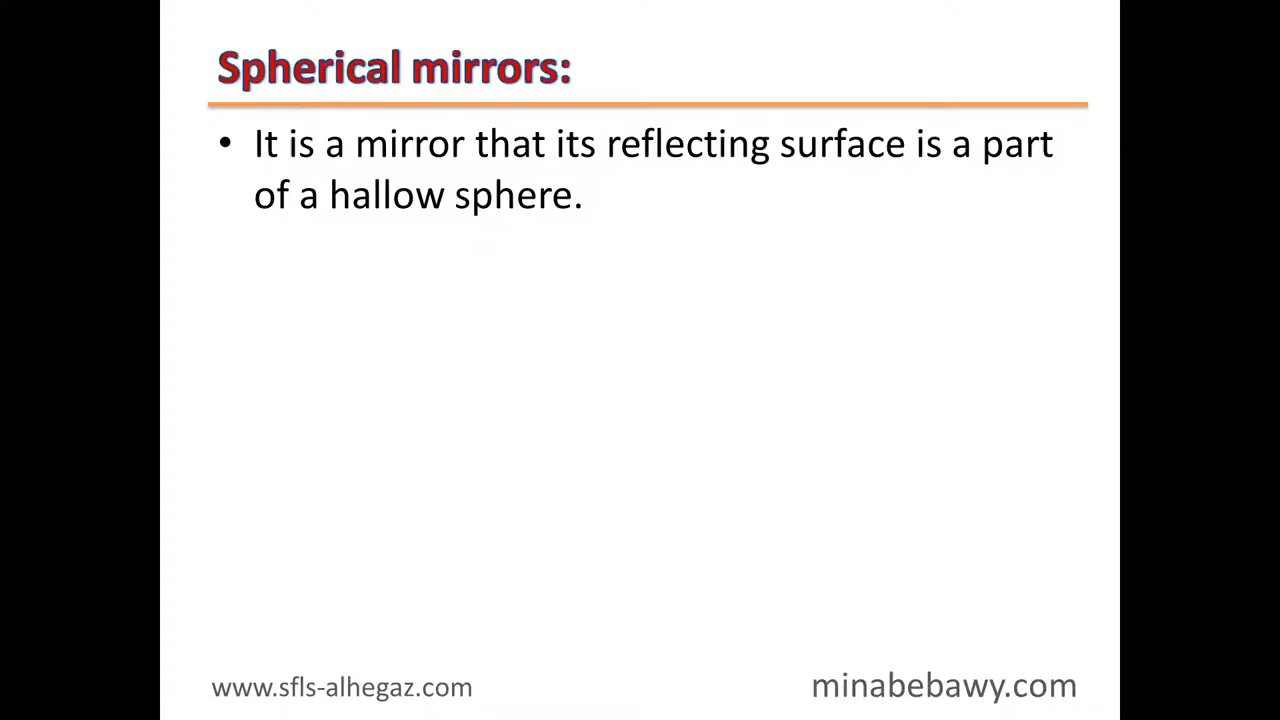 Spherical mirrors:
• It is a mirror that its reflecting surface is a part
of a hallow sphere.
www.sfls-alhegaz.com
minabebawy.com